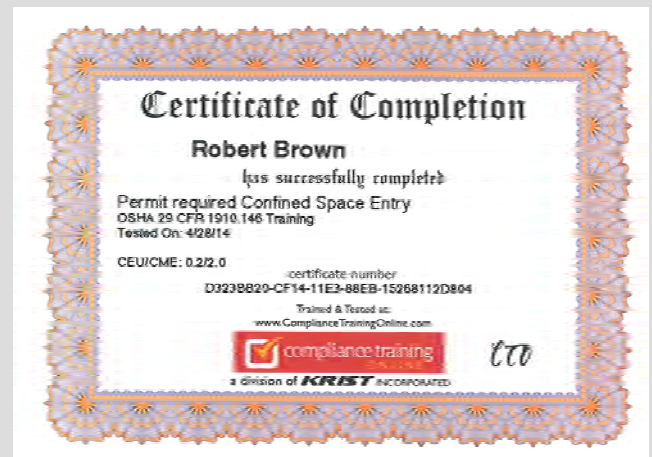 Certificate of Completion
Robert Brown
has successfully completed
Permit required Confined Space Entry
OSHA 29 CFR 1910.146 Training
Tested On: 4/28/14
CEU/CME: 0.2/2.0
certificate number
D323BB20-CF14-11E3-88EB-15268112D804
Trained & Tested at:
www.ComplianceTrainingOnline.com
compliance training
ONLINE
CTO
a division of KRIST INCORPORATED